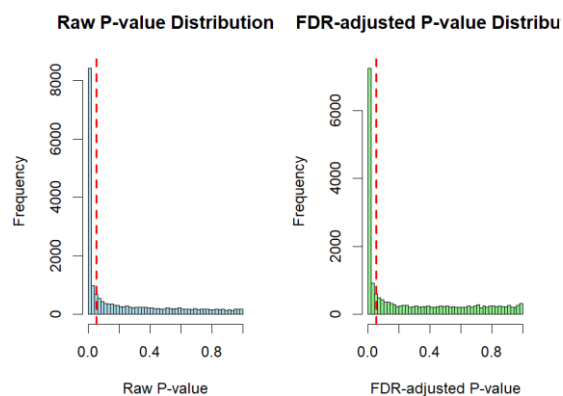 Raw P-value Distribution
Frequency
0 2000 4000 6000 8000
0.0 0.4 0.8
Raw P-value
FDR-adjusted P-value Distribu
Frequency
0 2000 4000 6000
0.0 0.4 0.8
FDR-adjusted P-value